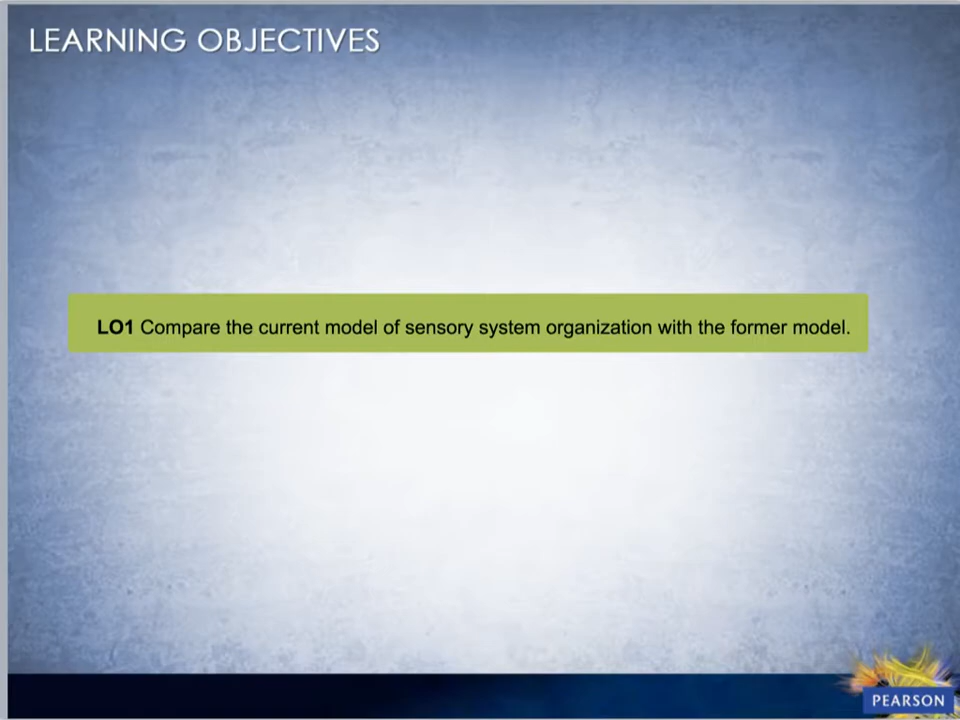 LEARNING OBJECTIVES
LO1 Compare the current model of sensory system organization with the former model.
PEARSON